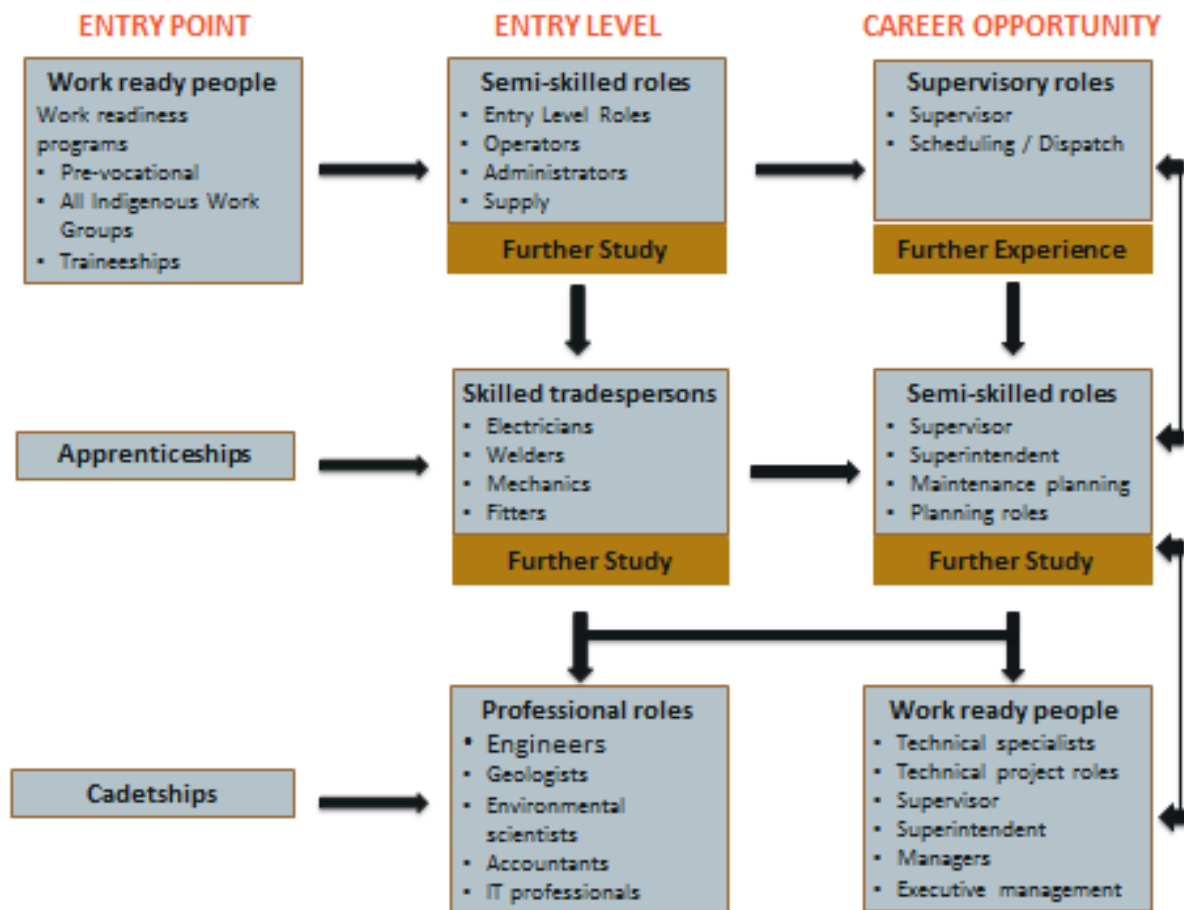 ENTRY POINT
ENTRY LEVEL
CAREER OPPORTUNITY
Work ready people
Work readiness
programs
• Pre-vocational
• All Indigenous Work
Groups
• Traineeships
Semi-skilled roles
• Entry Level Roles
• Operators
• Administrators
• Supply
Further Study
Supervisory roles
• Supervisor
• Scheduling / Dispatch
Further Experience
Apprenticeships
Skilled tradespersons
• Electricians
• Welders
• Mechanics
• Fitters
Further Study
Semi-skilled roles
• Supervisor
• Superintendent
• Maintenance planning
• Planning roles
Further Study
Cadetships
Professional roles
• Engineers
• Geologists
• Environmental
scientists
• Accountants
• IT professionals
Work ready people
• Technical specialists
• Technical project roles
• Supervisor
• Superintendent
• Managers
• Executive management